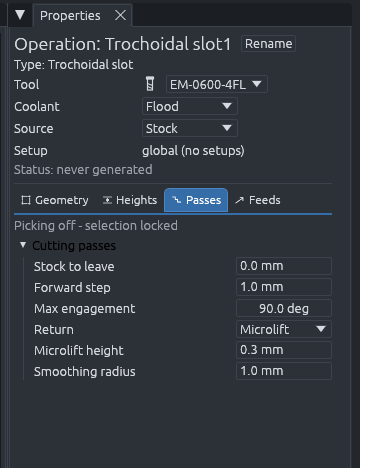 Properties
Operation: Trochoidal slot1 Rename
Type: Trochoidal slot
Tool EM-0600-4FL
Coolant Flood
Source Stock
Setup global (no setups)
Status: never generated
Geometry Heights Passes Feeds
Picking off - selection locked
Cutting passes
Stock to leave 0.0 mm
Forward step 1.0 mm
Max engagement 90.0 deg
Return Microlift
Microlift height 0.3 mm
Smoothing radius 1.0 mm